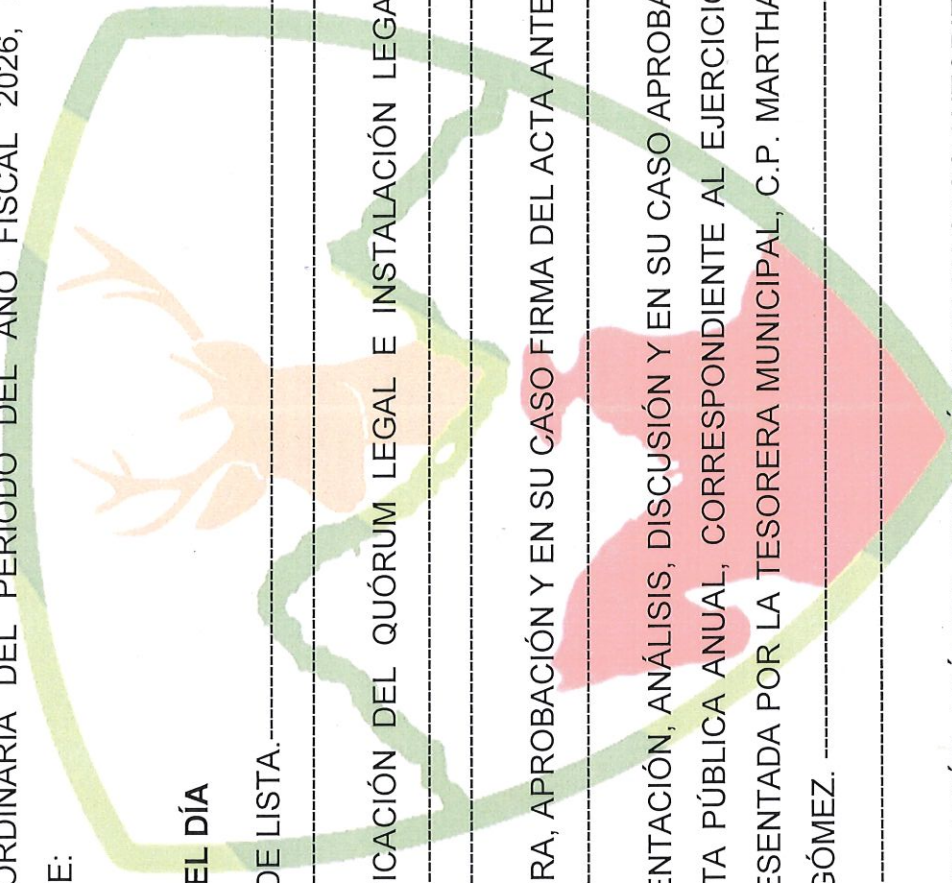 ORDINARIA DEL PERIODO DEL AÑO FISCAL 2026,
E:
EL DÍA
DE LISTA.
ICACIÓN DEL QUÓRUM LEGAL E INSTALACIÓN LEGA
RA, APROBACIÓN Y EN SU CASO FIRMA DEL ACTA ANTE
ENTACIÓN, ANÁLISIS, DISCUSIÓN Y EN SU CASO APROBA
TA PÚBLICA ANUAL, CORRESPONDIENTE AL EJERCICIO
ESENTADA POR LA TESORERA MUNICIPAL, C.P. MARTHA
GÓMEZ.